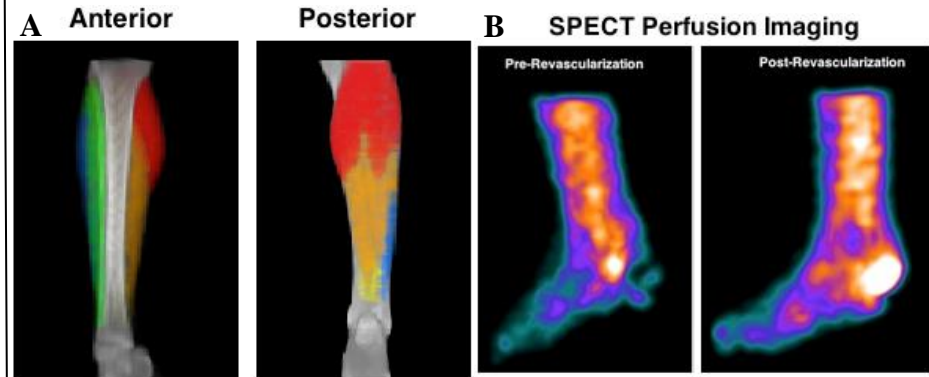 A
Anterior
Posterior
B
SPECT Perfusion Imaging
Pre-Revascularization
Post-Revascularization